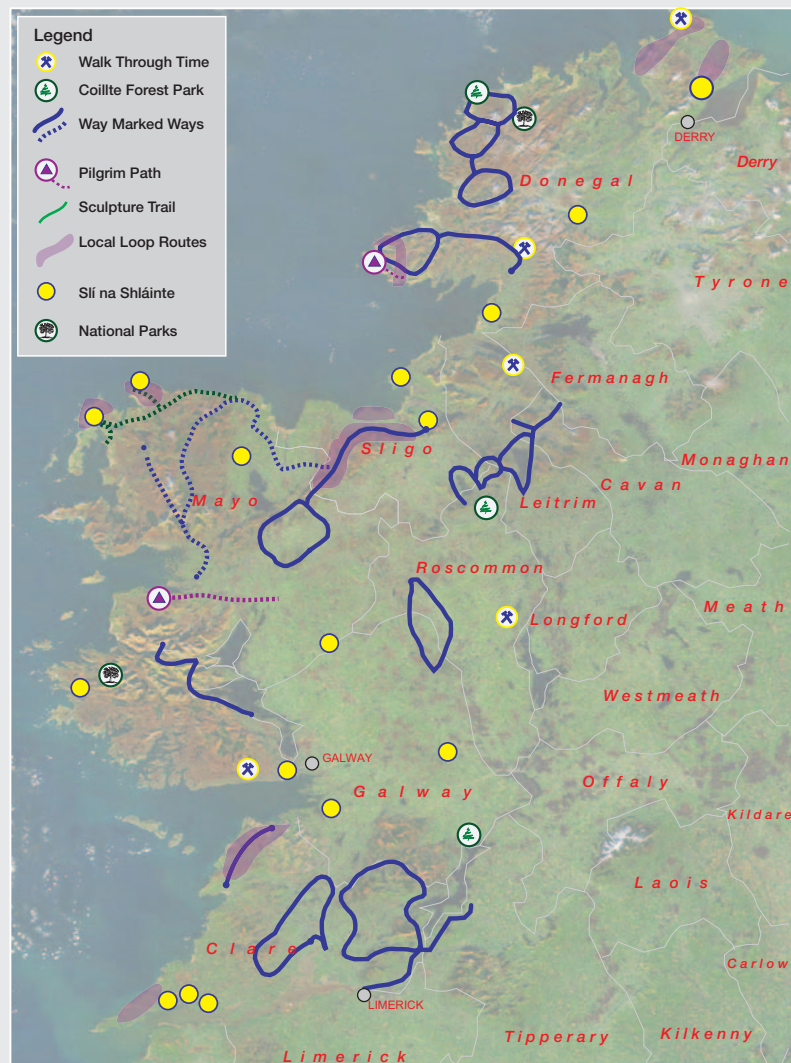 Legend
Walk Through Time
Coillte Forest Park
Way Marked Ways
Pilgrim Path
Sculpture Trail
Local Loop Routes
Slí na Shláinte
National Parks
DERRY
Derry
Donegal
Tyrone
Fermanagh
Monaghan
Sligo
Cavan
Mayo
Leitrim
Roscommon
Meath
Longford
Westmeath
GALWAY
Offaly
Galway
Kildare
Laois
Clare
Carlow
LIMERICK
Tipperary
Kilkenny
Limerick